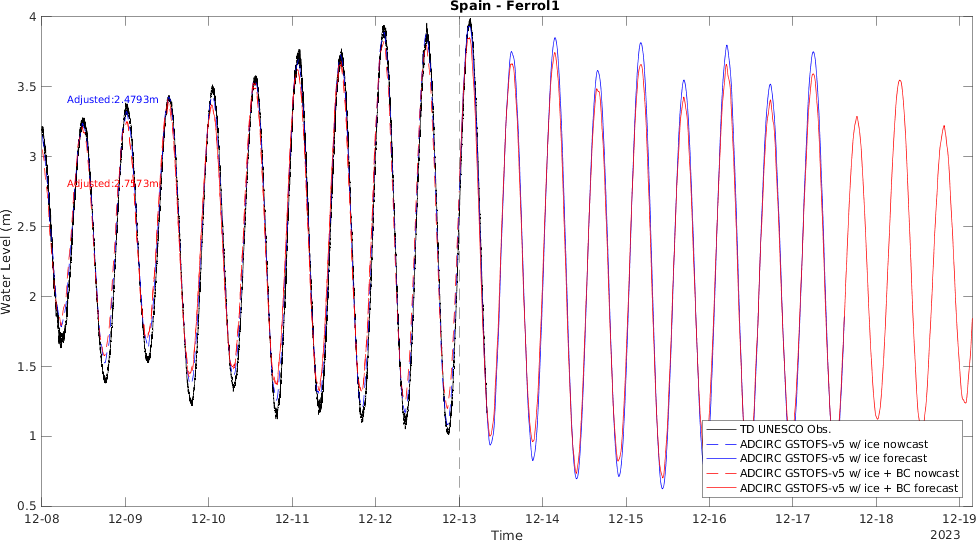 Spain - Ferrol1
4
3.5
3
2.5
2
1.5
1
0.5
Water Level (m)
Adjusted:2.4793m
Adjusted:2.7573m
TD UNESCO Obs.
ADCIRC GSTOFS-v5 w/ ice nowcast
ADCIRC GSTOFS-v5 w/ ice forecast
ADCIRC GSTOFS-v5 w/ ice + BC nowcast
ADCIRC GSTOFS-v5 w/ ice + BC forecast
12-08 12-09 12-10 12-11 12-12 12-13 12-14 12-15 12-16 12-17 12-18 12-19
Time
2023